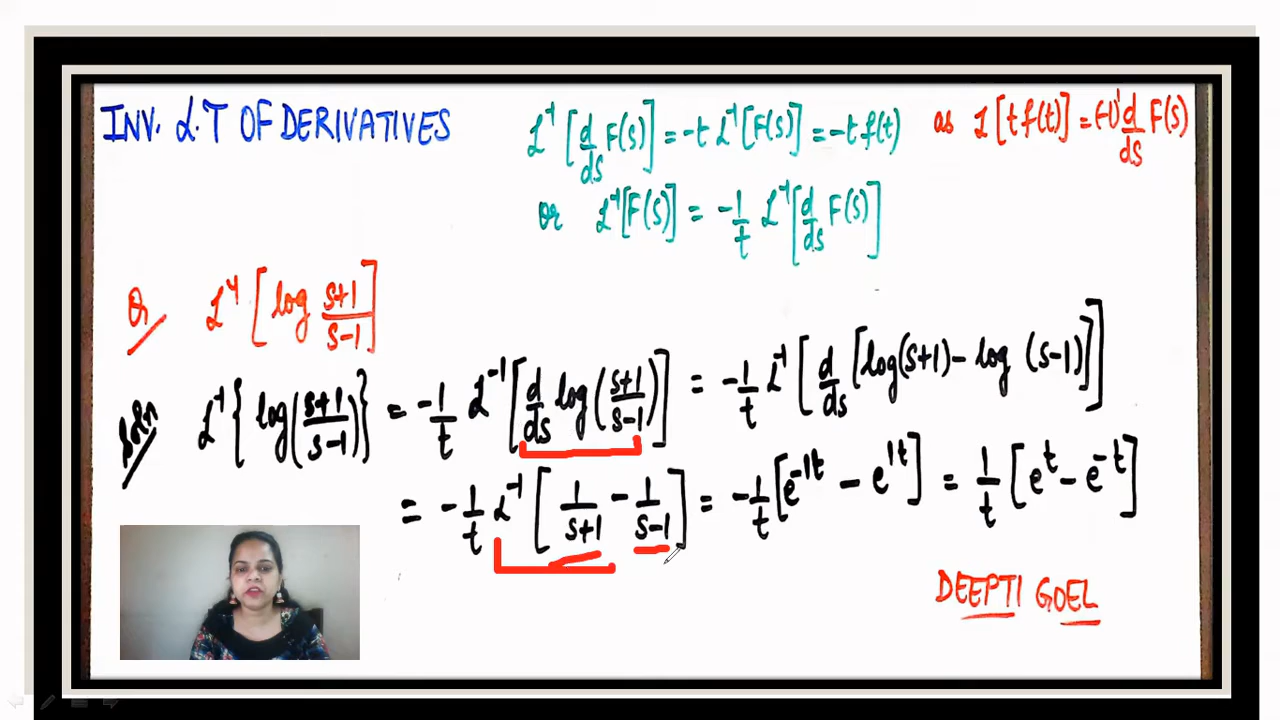 INV. L.T OF DERIVATIVES
L⁻¹ [d/ds F(s)] = -t L⁻¹[F(s)] = -t f(t)
as L[t f(t)] = (-1)¹ d/ds F(s)
or L⁻¹[F(s)] = -1/t L⁻¹[d/ds F(s)]
Q L⁻¹ [log (s+1)/(s-1)]
Soln L⁻¹{log((s+1)/(s-1))} = -1/t L⁻¹[d/ds log((s+1)/(s-1))] = -1/t L⁻¹[d/ds [log(s+1) - log (s-1)]]
= -1/t L⁻¹[1/(s+1) - 1/(s-1)] = -1/t [e^(-1t) - e^(1t)] = 1/t [e^t - e^(-t)]
DEEPTI GOEL